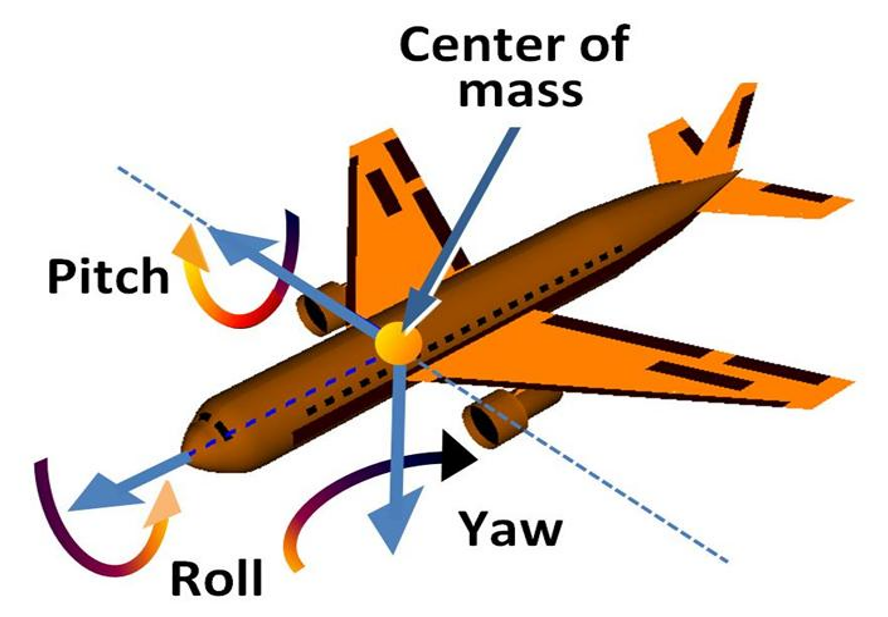 Center of
mass
Pitch
Yaw
Roll